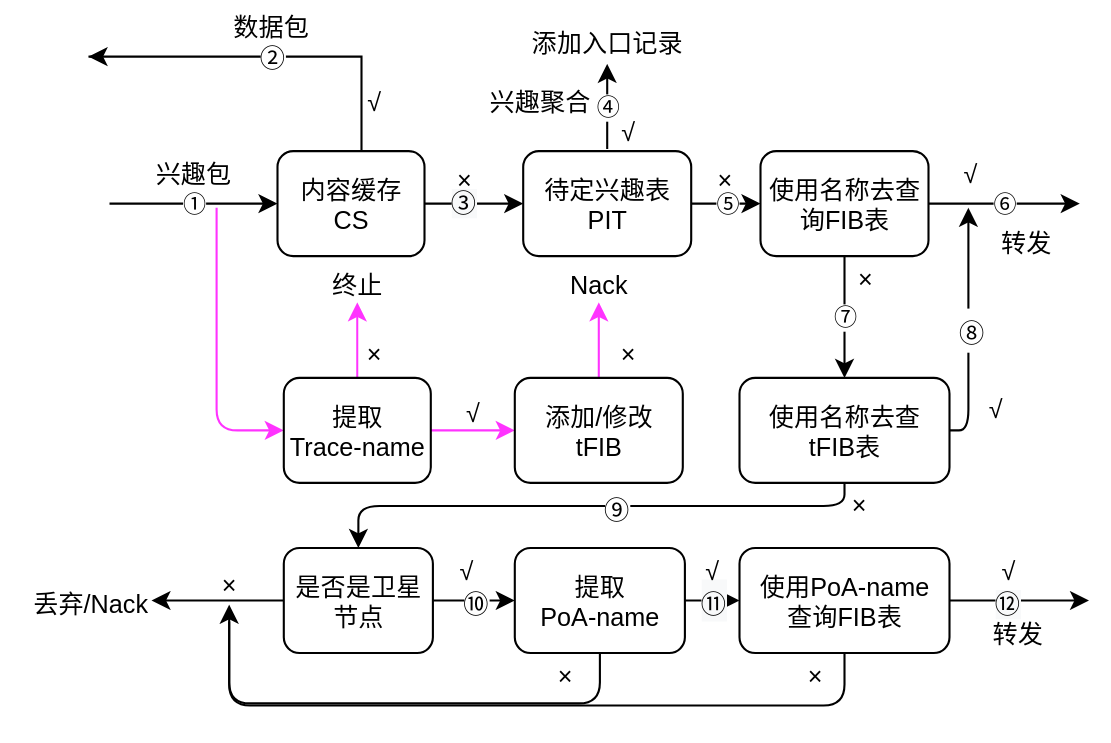 数据包
②
√
添加入口记录
兴趣聚合
④
√
兴趣包
①
内容缓存
CS
×
③
待定兴趣表
PIT
×
⑤
使用名称去查
询FIB表
√
⑥
转发
终止
×
Nack
×
×
⑦
⑧
√
提取
Trace-name
√
添加/修改
tFIB
使用名称去查
tFIB表
×
⑨
丢弃/Nack
×
是否是卫星
节点
√
⑩
提取
PoA-name
√
⑪
使用PoA-name
查询FIB表
√
⑫
转发
×
×